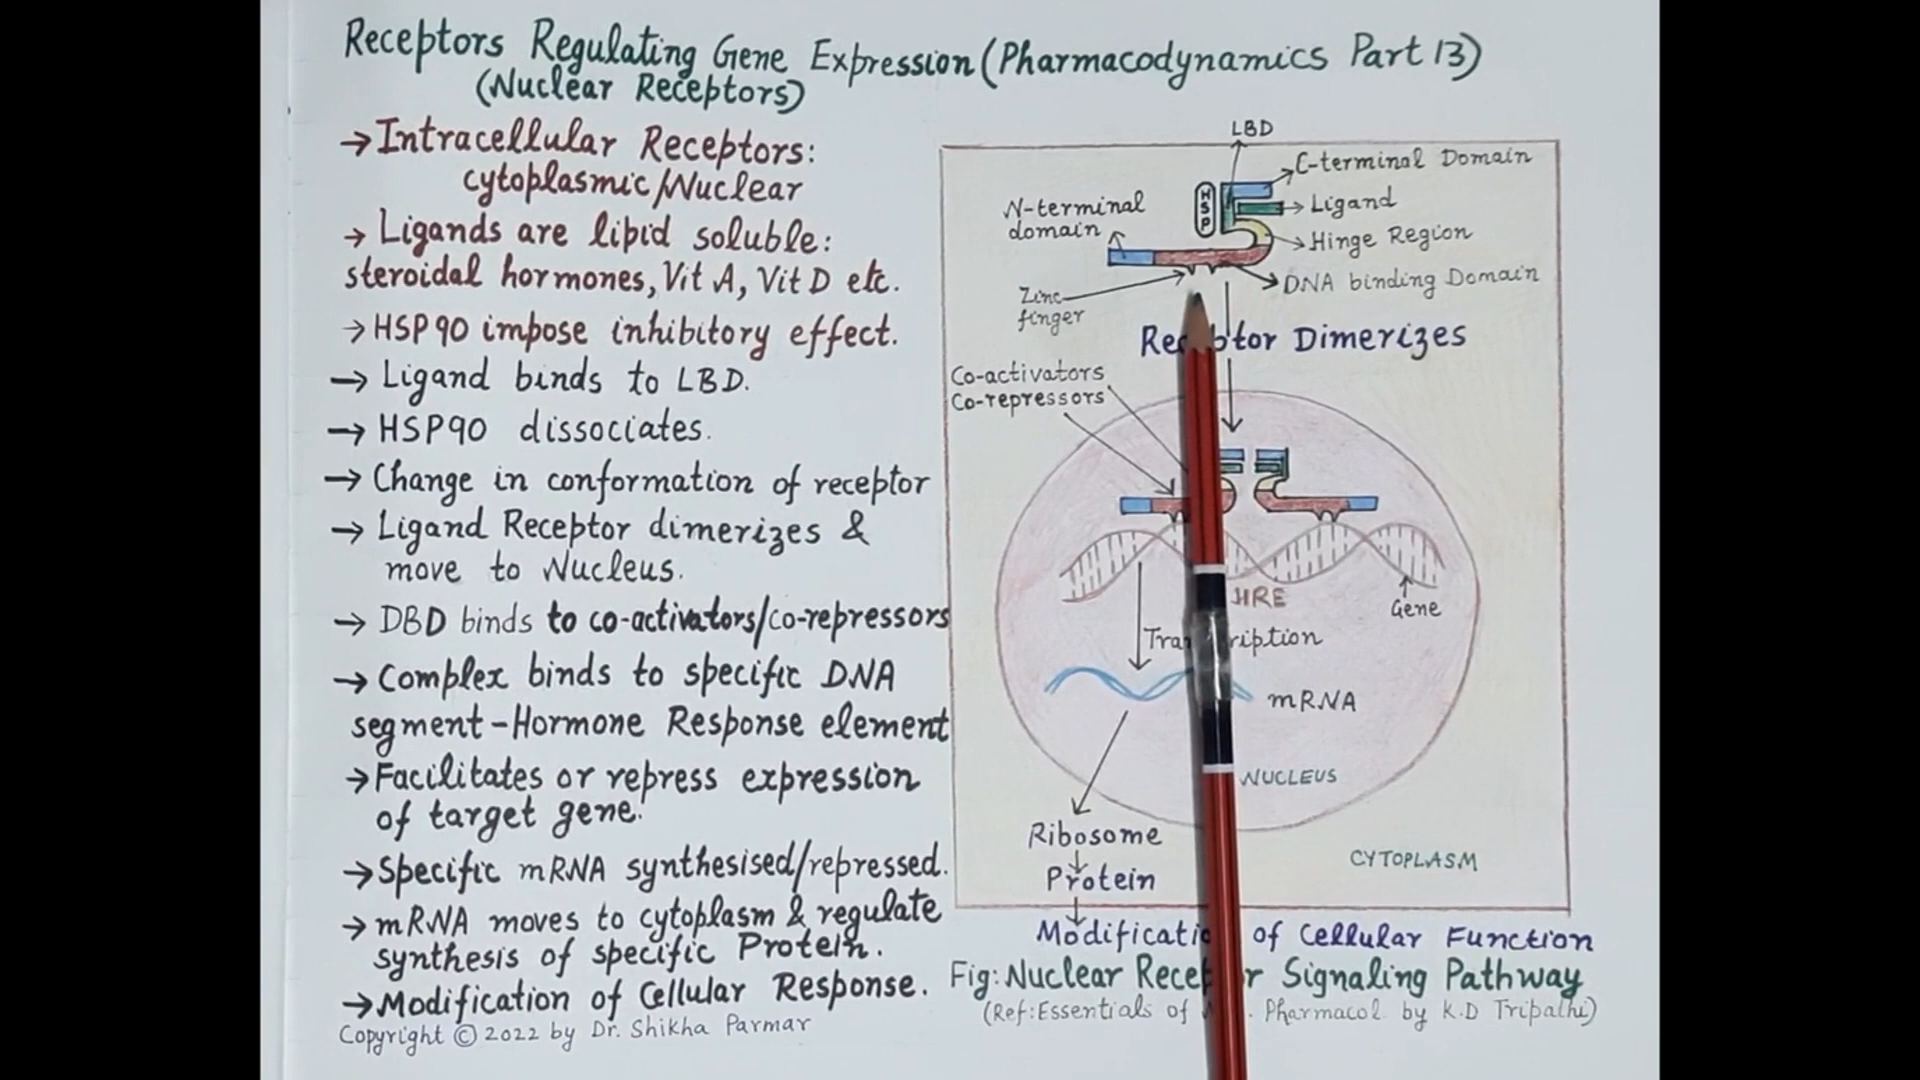 Receptors Regulating Gene Expression (Pharmacodynamics Part 13)
(Nuclear Receptors)
→ Intracellular Receptors:
cytoplasmic/Nuclear
→ Ligands are lipid soluble:
steroidal hormones, Vit A, Vit D etc.
→ HSP90 impose inhibitory effect.
→ Ligand binds to LBD.
→ HSP90 dissociates.
→ Change in conformation of receptor
→ Ligand Receptor dimerizes &
move to Nucleus.
→ DBD binds to co-activators/co-repressors
→ Complex binds to specific DNA
segment-Hormone Response element
→ Facilitates or repress expression
of target gene.
→ Specific mRNA synthesised/repressed.
→ mRNA moves to cytoplasm & regulate
synthesis of specific Protein.
→ Modification of Cellular Response.
Copyright © 2022 by Dr. Shikha Parmar
LBD
C-terminal Domain
HSP
Ligand
N-terminal
domain
Hinge Region
DNA binding Domain
Zinc
finger
Dimerizes
Co-activators
Co-repressors
HRE
Gene
mRNA
NUCLEUS
Ribosome
Protein
CYTOPLASM
of Cellular Function
Fig: Nuclear Signaling Pathway
(Ref: Essentials of Pharmacol. by K.D Tripathi)